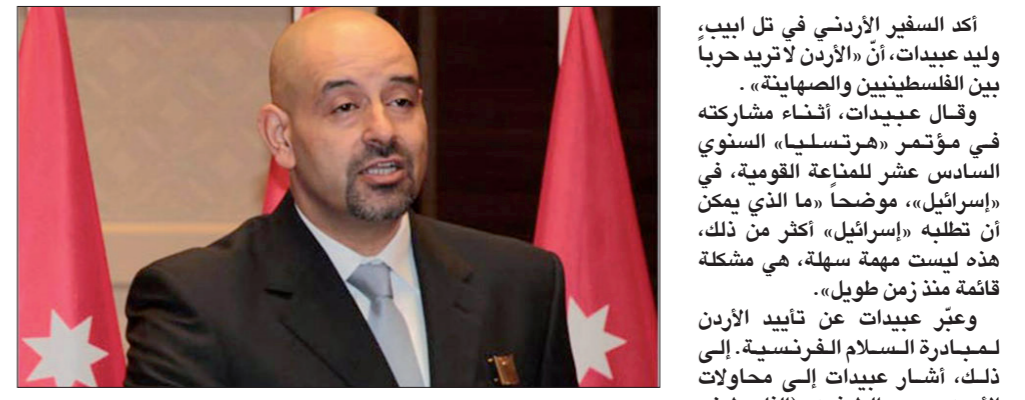 أكد السفير الأردني في تل ابيب،
وليد عبيدات، أنّ «الأردن لا تريد حرباً
بين الفلسطينيين والصهاينة» .
وقال عبيدات، أثناء مشاركته
في مؤتمر «هرتسليا» السنوي
السادس عشر للمناعة القومية، في
«إسرائيل»، موضحاً «ما الذي يمكن
أن تطلبه «إسرائيل» أكثر من ذلك،
هذه ليست مهمة سهلة، هي مشكلة
قائمة منذ زمن طويل».
وعبّر عبيدات عن تأييد الأردن
لمبادرة السلام الفرنسية. إلى
ذلك، أشار عبيدات إلى محاولات